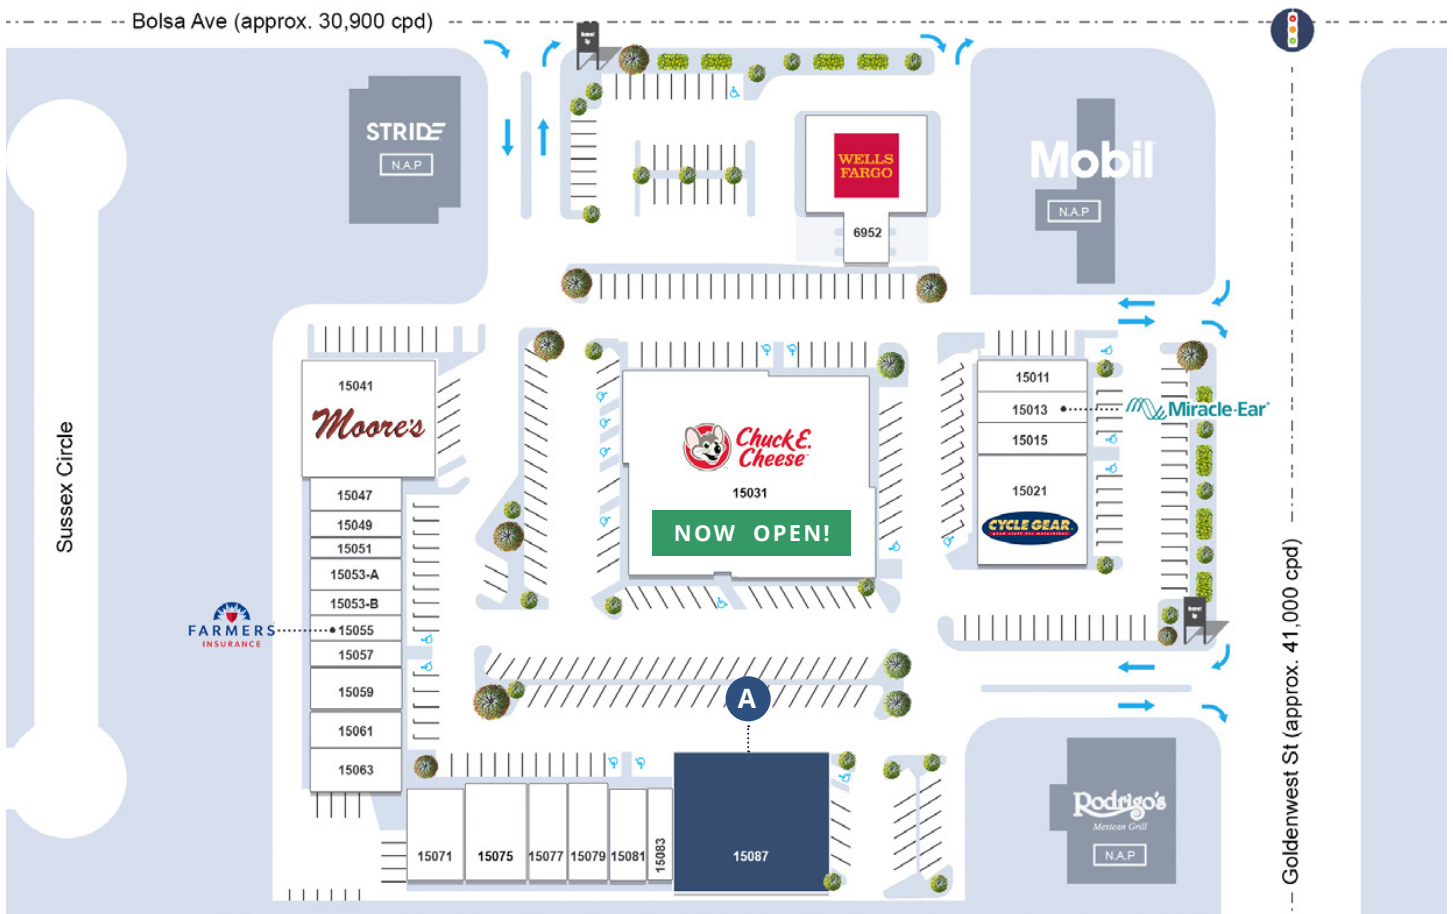 Bolsa Ave (approx. 30,900 cpd)
STRIDE
N.A.P
WELLS
FARGO
6952
Mobil
N.A.P
Sussex Circle
15041
Moore's
15047
15049
15051
15053-A
15053-B
FARMERS
INSURANCE
15055
15057
15059
15061
15063
Chuck E.
Cheese
15031
NOW OPEN!
15011
15013
Miracle-Ear®
15015
15021
CYCLE GEAR
Goldenwest St (approx. 41,000 cpd)
A
15071
15075
15077
15079
15081
15083
15087
Rodrigo's
Mexican Grill
N.A.P